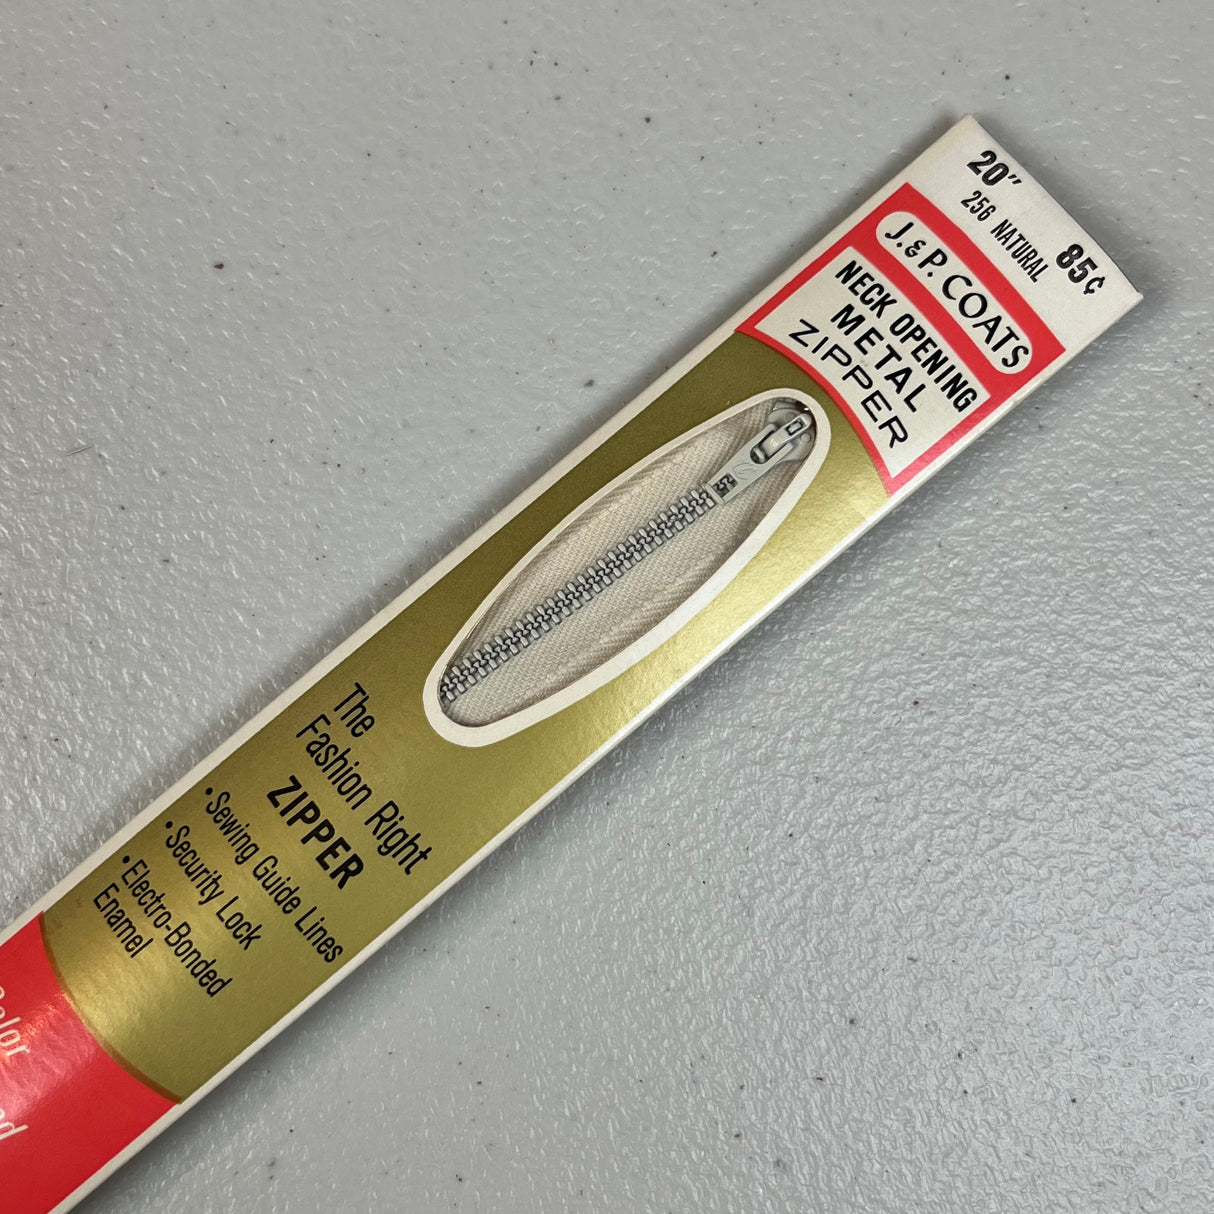 20"
256 NATURAL
85¢
J. & P. COATS
NECK OPENING
METAL
ZIPPER
The
Fashion Right
ZIPPER
•Sewing Guide Lines
•Security Lock
•Electro-Bonded
Enamel